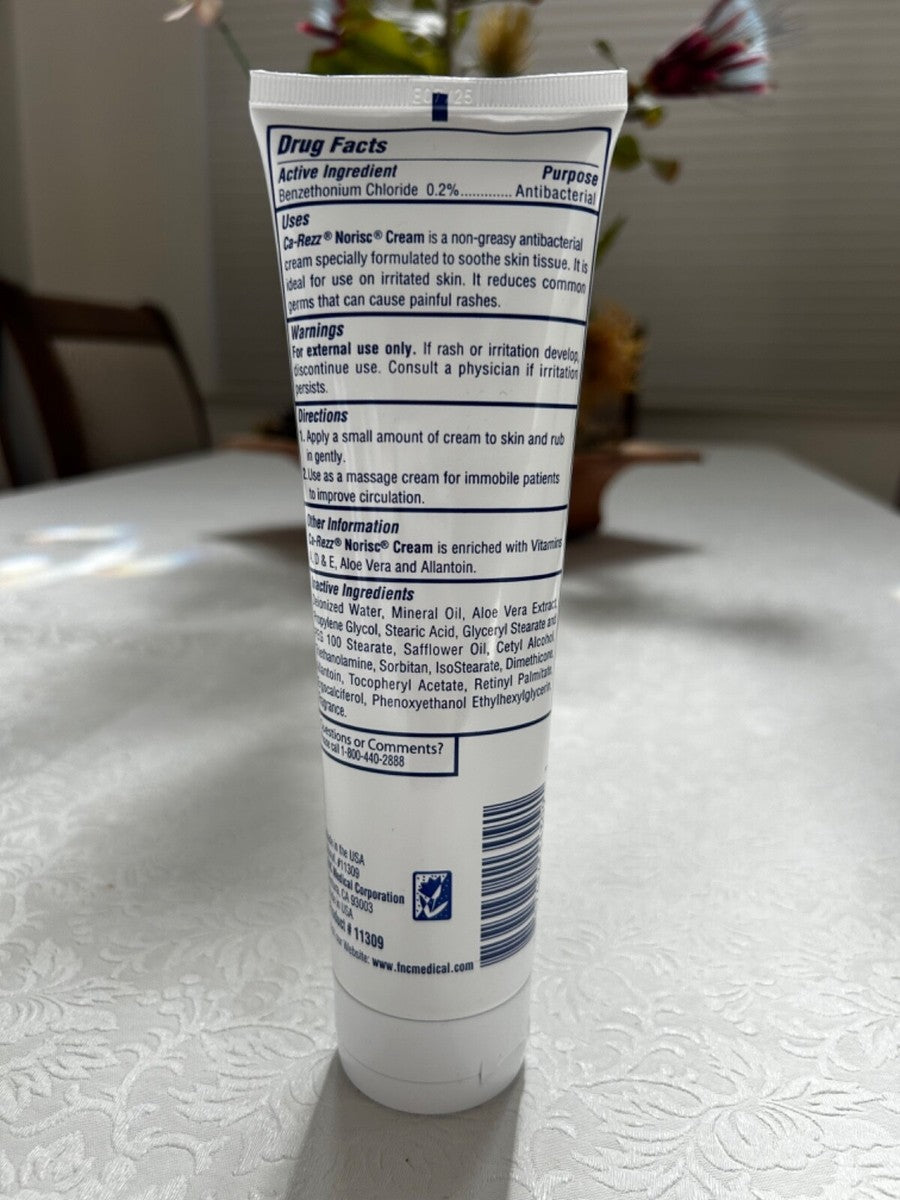 Drug Facts
Active Ingredient Purpose
Benzethonium Chloride 0.2%............. Antibacterial
Uses
Ca-Rezz® Norisc® Cream is a non-greasy antibacterial
cream specially formulated to soothe skin tissue. It is
ideal for use on irritated skin. It reduces common
germs that can cause painful rashes.
Warnings
For external use only. If rash or irritation develop,
discontinue use. Consult a physician if irritation
persists.
Directions
1. Apply a small amount of cream to skin and rub
in gently.
2. Use as a massage cream for immobile patients
to improve circulation.
Other Information
Ca-Rezz® Norisc® Cream is enriched with Vitamins
A, D & E, Aloe Vera and Allantoin.
Inactive Ingredients
Deionized Water, Mineral Oil, Aloe Vera Extract,
Propylene Glycol, Stearic Acid, Glyceryl Stearate and
100 Stearate, Safflower Oil, Cetyl Alcohol,
Sorbitan, IsoStearate, Dimethicone,
Tocopheryl Acetate, Retinyl Palmitate,
Phenoxyethanol Ethylhexylglycerin,
Questions or Comments?
call 1-800-440-2888
in the USA
#11309
Medical Corporation
CA 93003
in USA
# 11309
Website: www.fncmedical.com